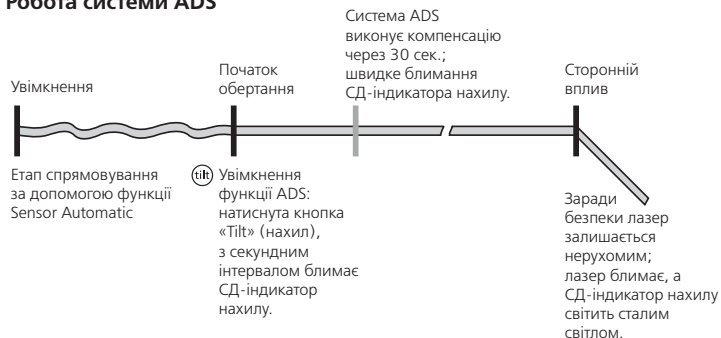 Робота системи ADS
Увімкнення
Початок
обертання
Система ADS
виконує компенсацію
через 30 сек.;
швидке блимання
СД-індикатора нахилу.
Сторонній
вплив
Етап спрямовування
за допомогою функції
Sensor Automatic
tilt
Увімкнення
функції ADS:
натиснута кнопка
«Tilt» (нахил),
з секундним
інтервалом блимає
СД-індикатор
нахилу.
Заради
безпеки лазер
залишається
нерухомим;
лазер блимає, а
СД-індикатор нахилу
світить сталим
світлом.